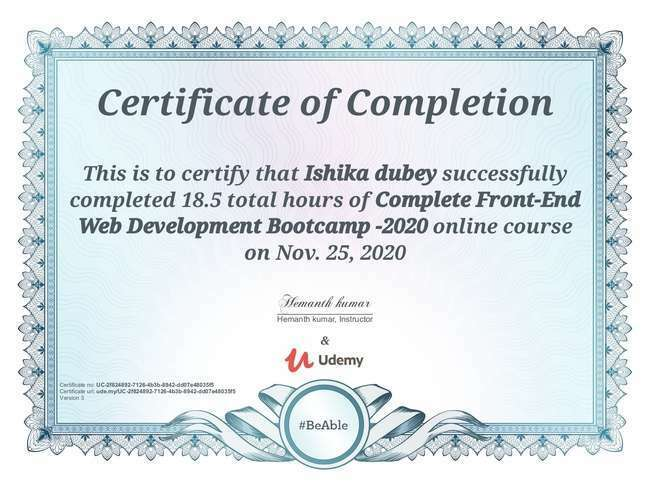 Certificate of Completion
This is to certify that Ishika dubey successfully
completed 18.5 total hours of Complete Front-End
Web Development Bootcamp -2020 online course
on Nov. 25, 2020
Hemanth kumar
Hemanth kumar, Instructor
&
Udemy
Certificate no: UC-2f824892-7126-4b3b-8942-dd07e48035f5
Certificate url: ude.my/UC-2f824892-7126-4b3b-8942-dd07e48035f5
Version 3
#BeAble